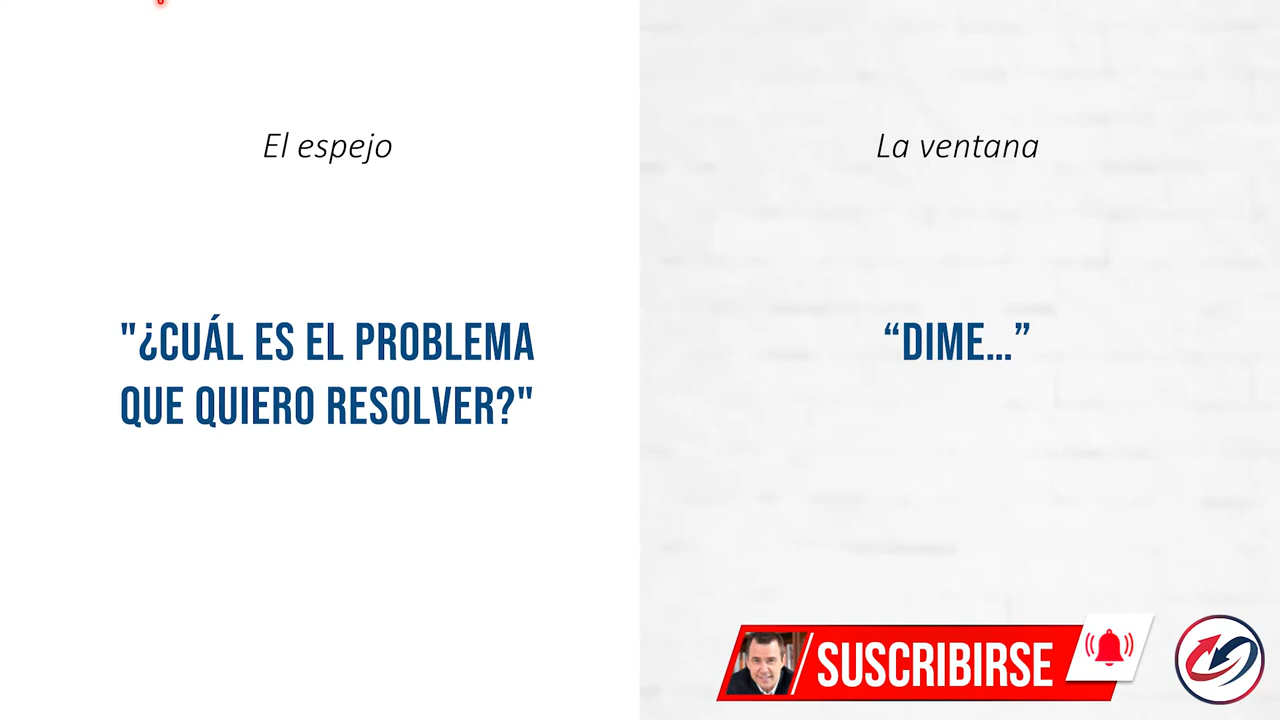 El espejo
"¿CUÁL ES EL PROBLEMA
QUE QUIERO RESOLVER?"
La ventana
“DIME...”
SUSCRIBIRSE